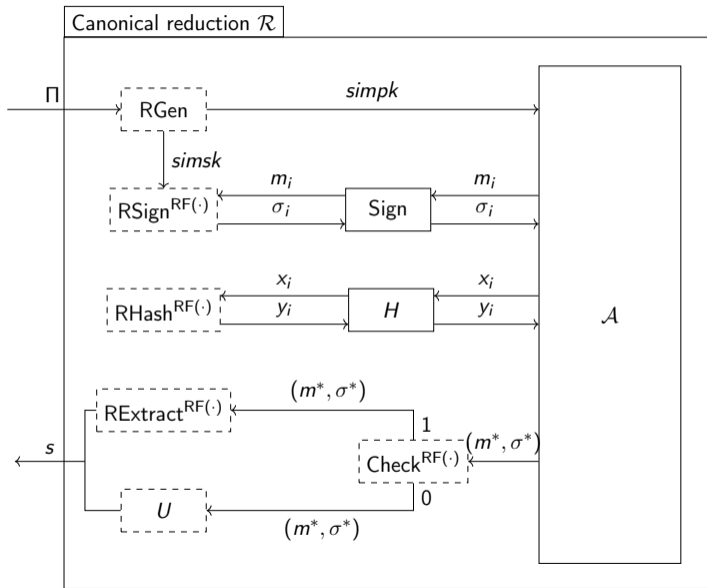 Canonical reduction R
Π
RGen
simpk
simsk
m_i
m_i
RSign^RF(·)
σ_i
Sign
σ_i
x_i
x_i
RHash^RF(·)
y_i
H
y_i
A
(m*, σ*)
RExtract^RF(·)
1
(m*, σ*)
s
Check^RF(·)
0
U
(m*, σ*)